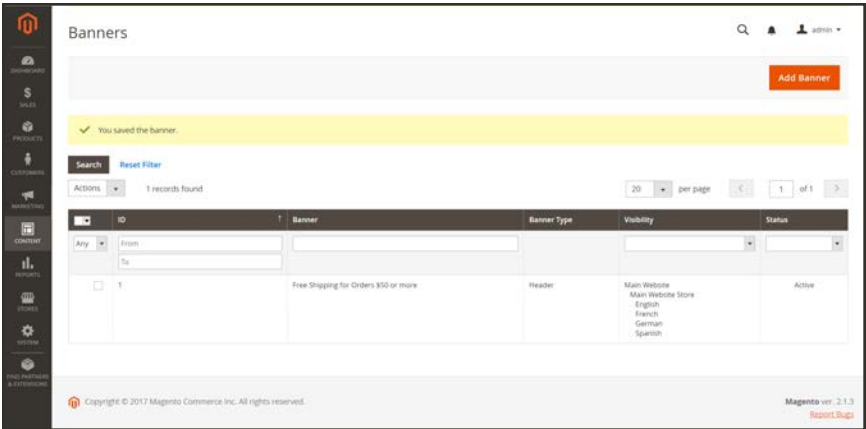 Banners
admin
DASHBOARD
SALES
PRODUCTS
CUSTOMERS
MARKETING
CONTENT
REPORTS
STORES
SYSTEM
FIND PARTNERS
& EXTENSIONS
Add Banner
You saved the banner.
Search Reset Filter
Actions 1 records found 20 per page 1 of 1
ID Banner Banner Type Visibility Status
Any From
To
1 Free Shipping for Orders $50 or more Header Main Website Active
Main Website Store
English
French
German
Spanish
Copyright © 2017 Magento Commerce Inc. All rights reserved. Magento ver. 2.1.3
Report Bugs